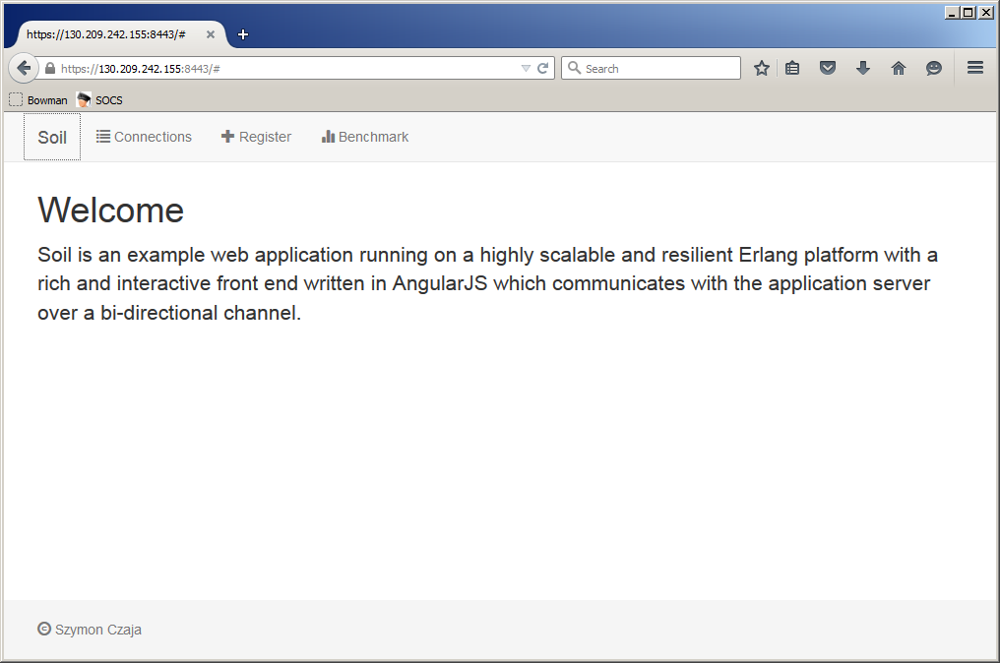 https://130.209.242.155:8443/#
https://130.209.242.155:8443/#
Search
Bowman SOCS
Soil Connections Register Benchmark
Welcome
Soil is an example web application running on a highly scalable and resilient Erlang platform with a
rich and interactive front end written in AngularJS which communicates with the application server
over a bi-directional channel.
© Szymon Czaja